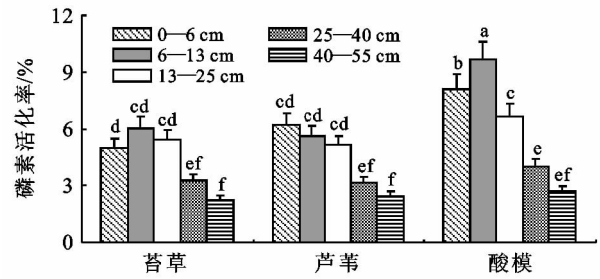 12
9
6
3
0
磷素活化率/%
0—6 cm
6—13 cm
13—25 cm
25—40 cm
40—55 cm
d cd cd ef f
cd cd cd ef f
b a c e ef
苔草 芦苇 酸模